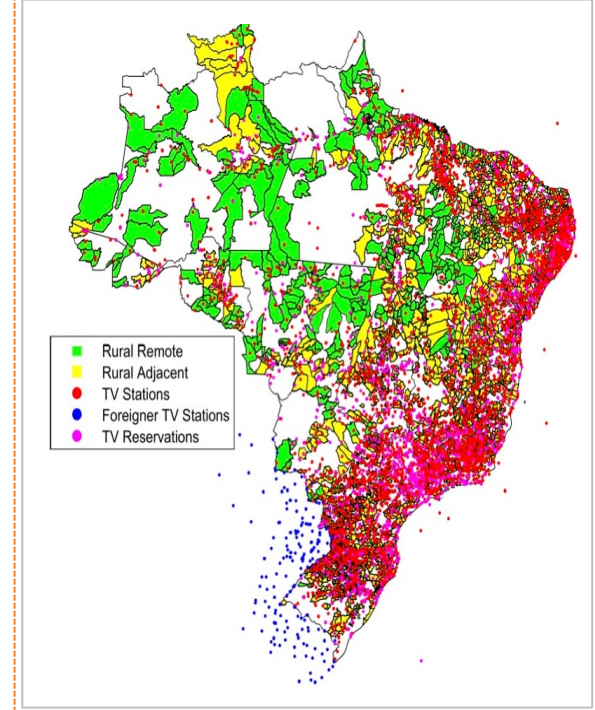 Rural Remote
Rural Adjacent
TV Stations
Foreigner TV Stations
TV Reservations